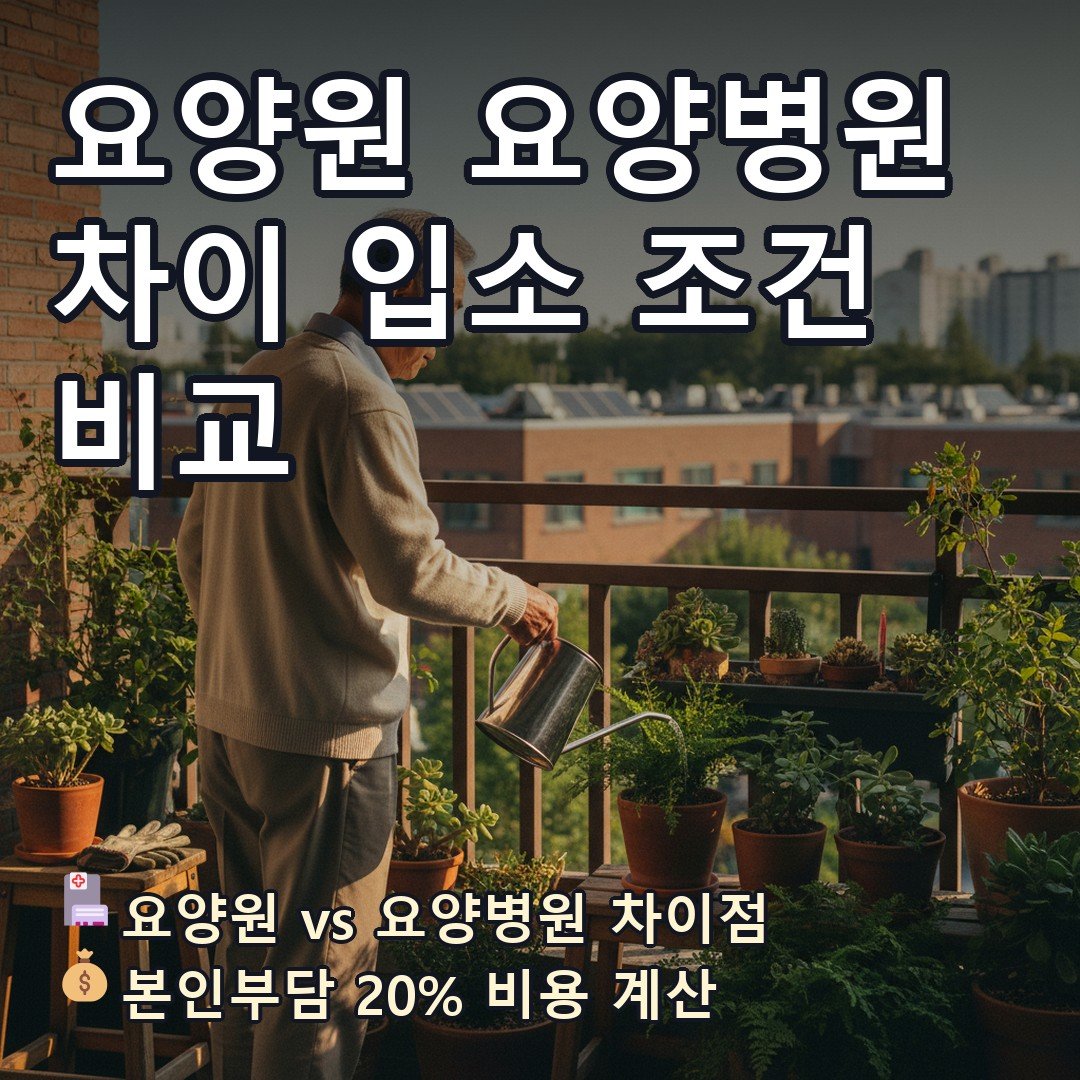 요양원 요양병원
차이 입소 조건
비교
요양원 vs 요양병원 차이점
본인부담 20% 비용 계산